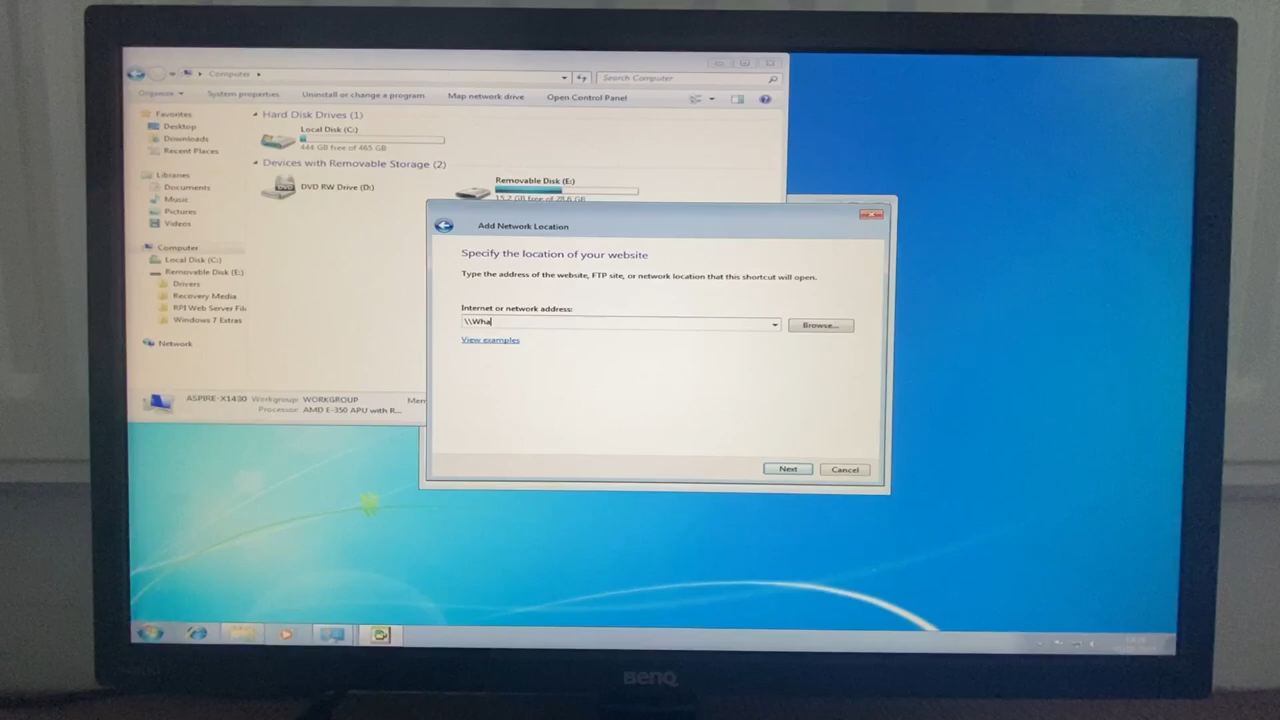 Computer
Search Computer
Organize
System properties
Uninstall or change a program
Map network drive
Open Control Panel
Favorites
Desktop
Downloads
Recent Places
Libraries
Documents
Music
Pictures
Videos
Computer
Local Disk (C:)
Removable Disk (E:)
Drivers
Recovery Media
RPI Web Server Fil
Windows 7 Extras
Network
Hard Disk Drives (1)
Local Disk (C:)
444 GB free of 465 GB
Devices with Removable Storage (2)
DVD RW Drive (D:)
Removable Disk (E:)
15.2 GB free of 28.6 GB
ASPIRE-X1430 Workgroup: WORKGROUP Mem
Processor: AMD E-350 APU with R...
Add Network Location
Specify the location of your website
Type the address of the website, FTP site, or network location that this shortcut will open.
Internet or network address:
\\Wha
Browse...
View examples
Next
Cancel
BenQ